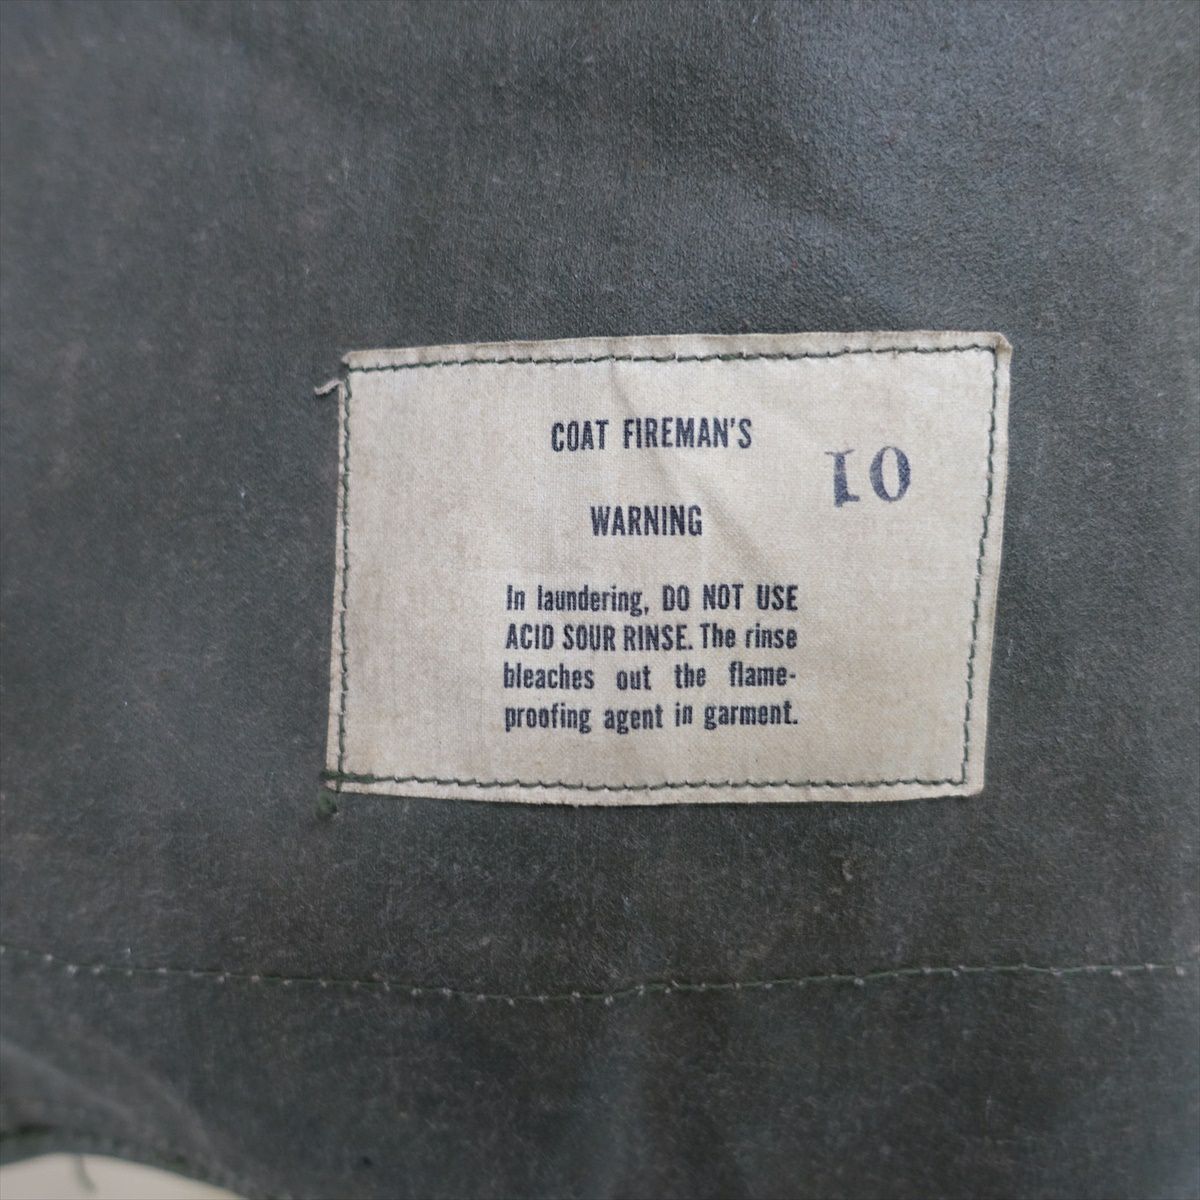 COAT FIREMAN'S
10
WARNING
In laundering, DO NOT USE
ACID SOUR RINSE. The rinse
bleaches out the flame-
proofing agent in garment.